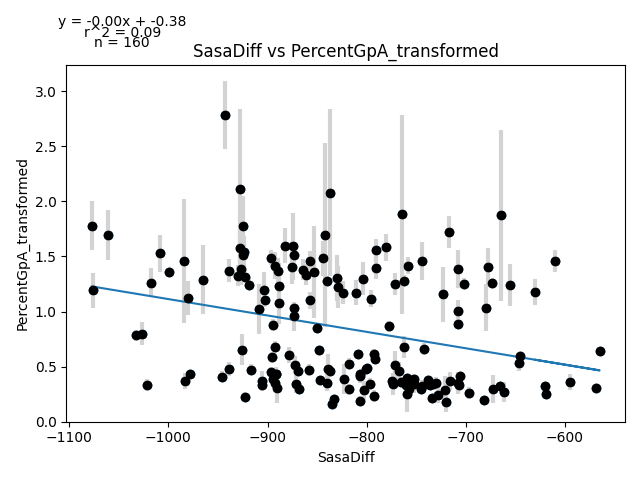 y = -0.00x + -0.38
r^2 = 0.09
n = 160
SasaDiff vs PercentGpA_transformed
PercentGpA_transformed
3.0
2.5
2.0
1.5
1.0
0.5
0.0
−1100 −1000 −900 −800 −700 −600
SasaDiff